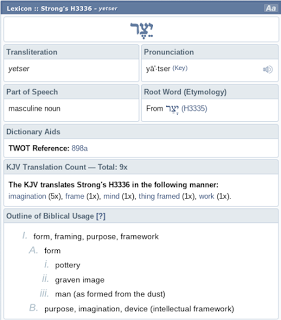 Lexicon :: Strong's H3336 - yetser
Aa
יֵצֶר
Transliteration
Pronunciation
yetser
yā'·tser (Key)
Part of Speech
Root Word (Etymology)
masculine noun
From יָצַר (H3335)
Dictionary Aids
TWOT Reference: 898a
KJV Translation Count — Total: 9x
The KJV translates Strong's H3336 in the following manner:
imagination (5x), frame (1x), mind (1x), thing framed (1x), work (1x).
Outline of Biblical Usage [?]
I. form, framing, purpose, framework
A. form
i. pottery
ii. graven image
iii. man (as formed from the dust)
B. purpose, imagination, device (intellectual framework)